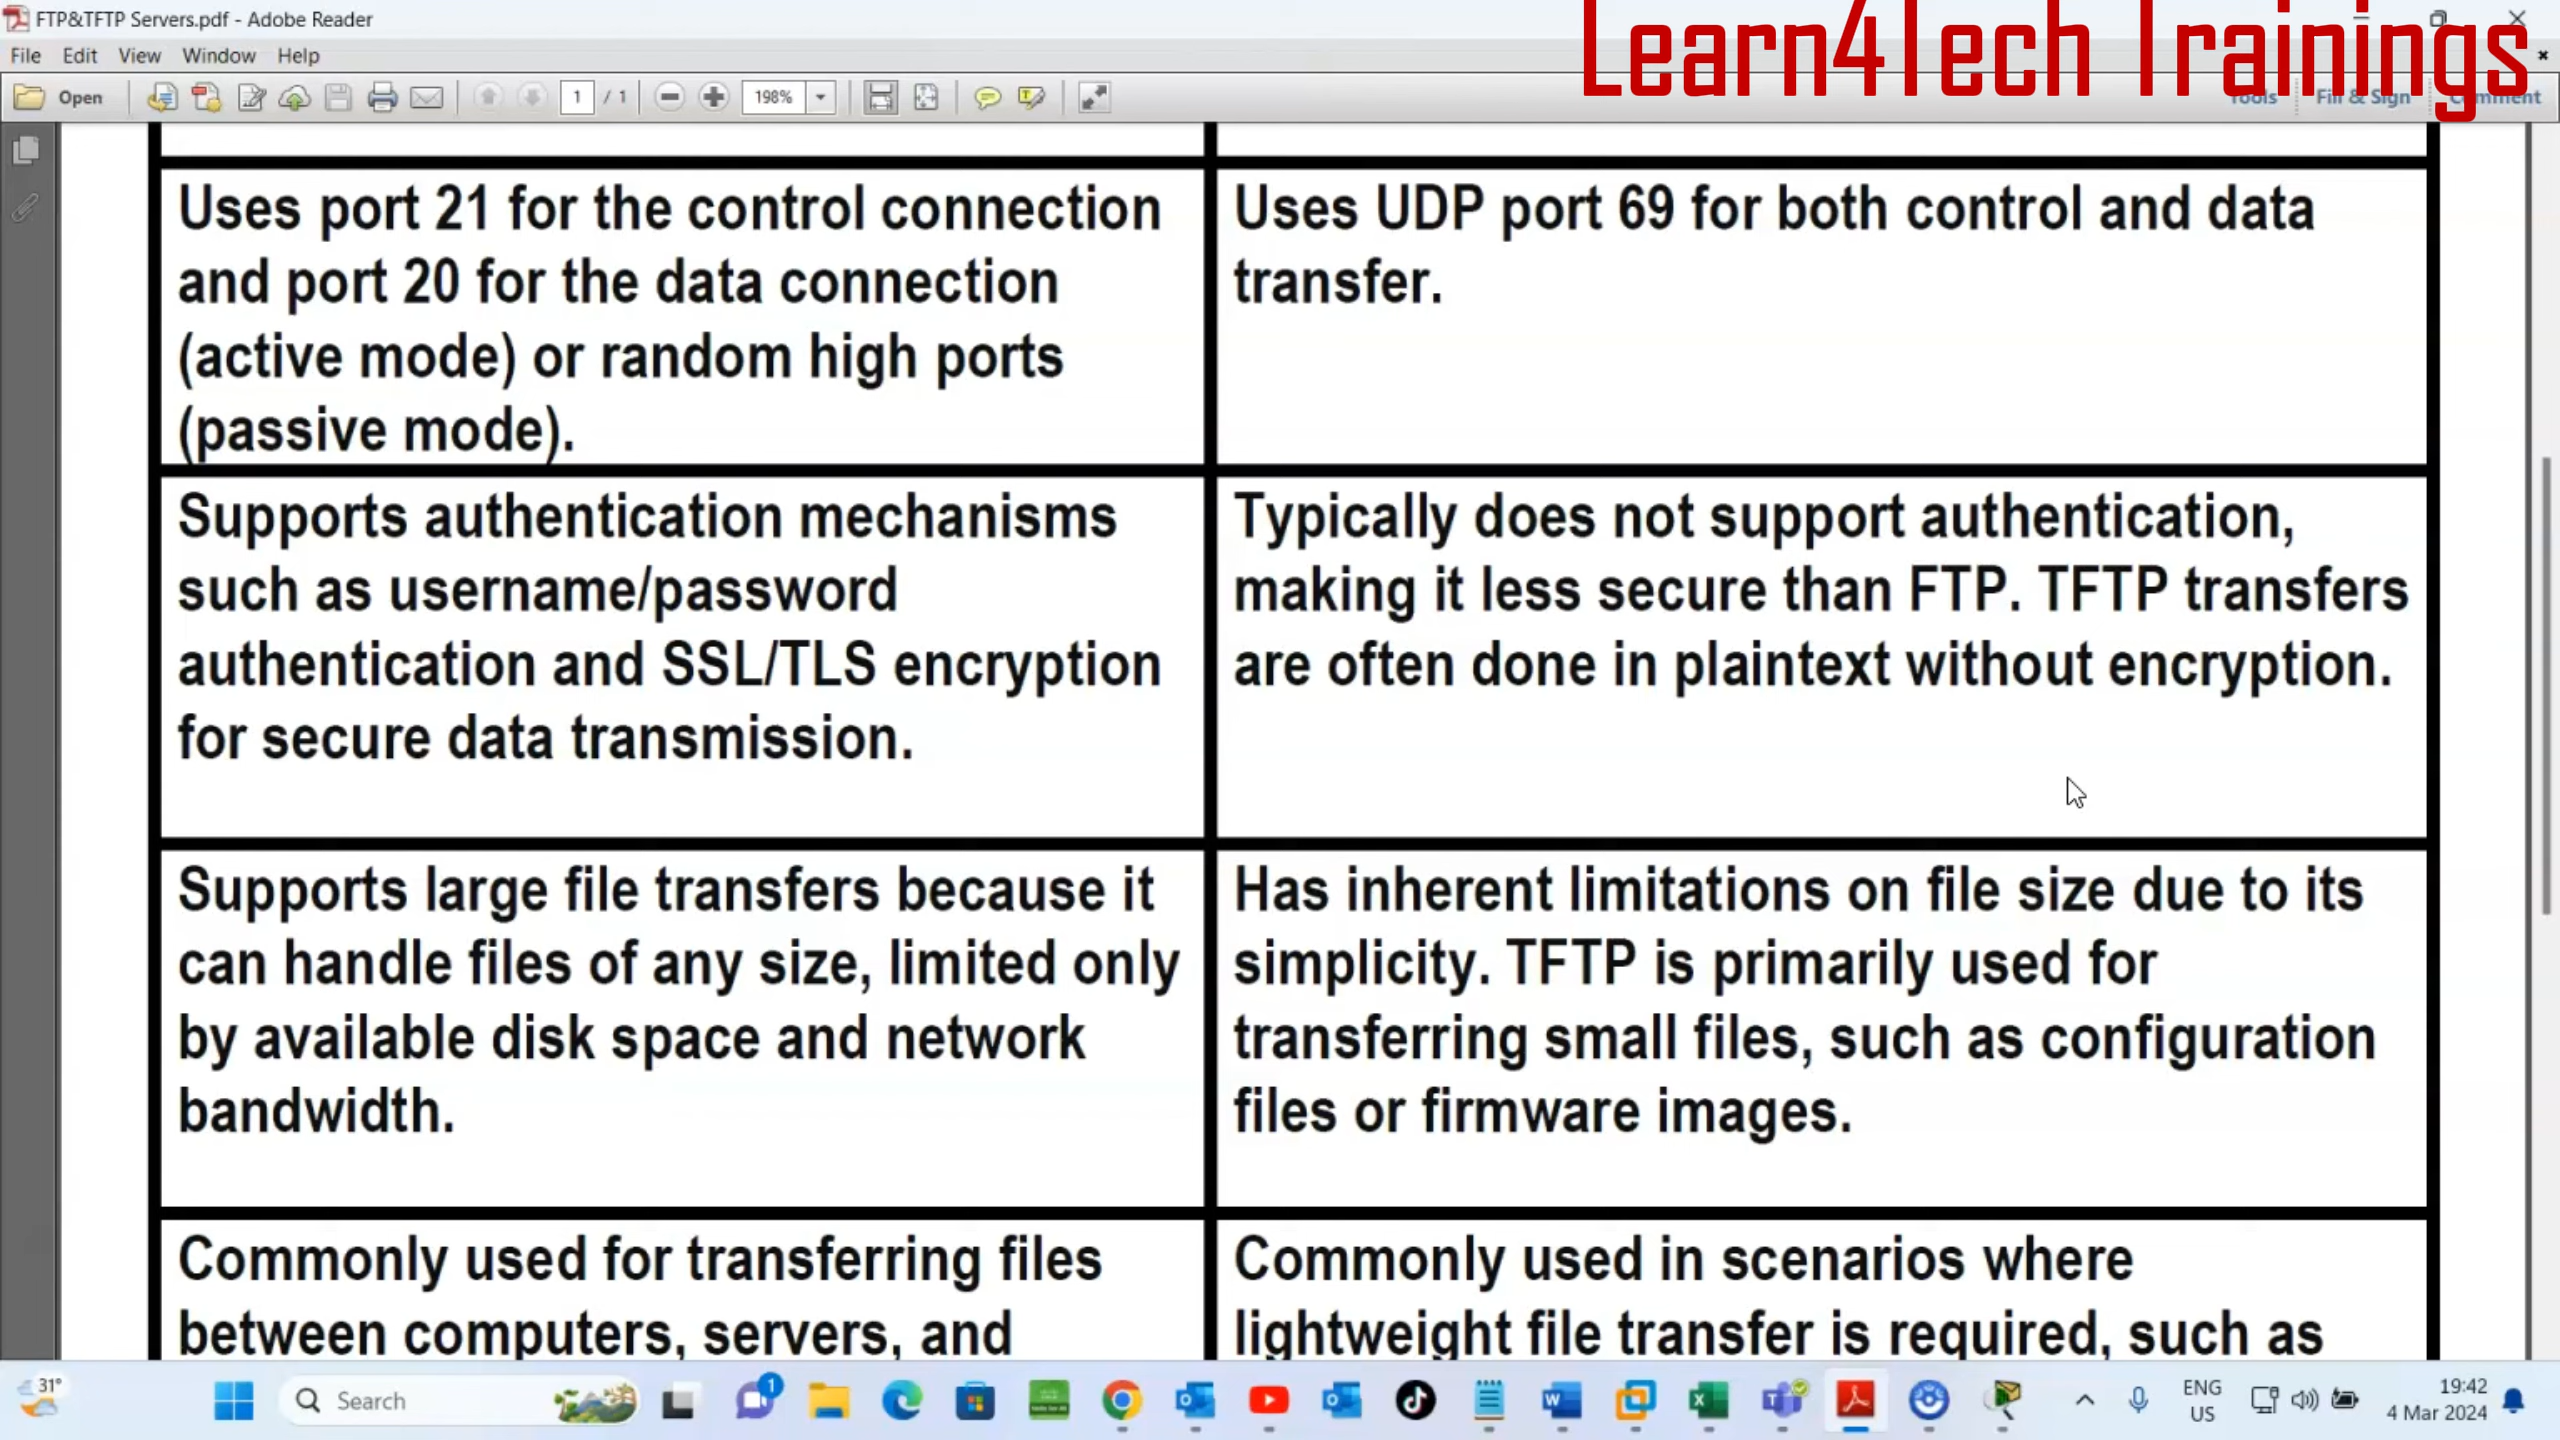 FTP&TFTP Servers.pdf - Adobe Reader
Learn4Tech Trainings
File Edit View Window Help
Open
1 / 1
198%
Tools Fill & Sign Comment
Uses port 21 for the control connection
and port 20 for the data connection
(active mode) or random high ports
(passive mode).
Uses UDP port 69 for both control and data
transfer.
Supports authentication mechanisms
such as username/password
authentication and SSL/TLS encryption
for secure data transmission.
Typically does not support authentication,
making it less secure than FTP. TFTP transfers
are often done in plaintext without encryption.
Supports large file transfers because it
can handle files of any size, limited only
by available disk space and network
bandwidth.
Has inherent limitations on file size due to its
simplicity. TFTP is primarily used for
transferring small files, such as configuration
files or firmware images.
Commonly used for transferring files
between computers, servers, and
Commonly used in scenarios where
lightweight file transfer is required, such as
31°
Search
1
ENG
US
19:42
4 Mar 2024